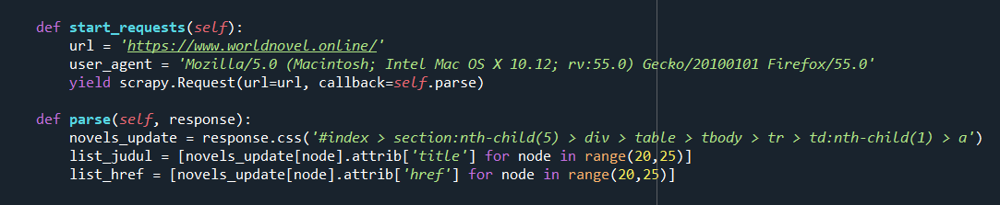 def start_requests(self):
    url = 'https://www.worldnovel.online/'
    user_agent = 'Mozilla/5.0 (Macintosh; Intel Mac OS X 10.12; rv:55.0) Gecko/20100101 Firefox/55.0'
    yield scrapy.Request(url=url, callback=self.parse)
def parse(self, response):
    novels_update = response.css('#index > section:nth-child(5) > div > table > tbody > tr > td:nth-child(1) > a')
    list_judul = [novels_update[node].attrib['title'] for node in range(20,25)]
    list_href = [novels_update[node].attrib['href'] for node in range(20,25)]